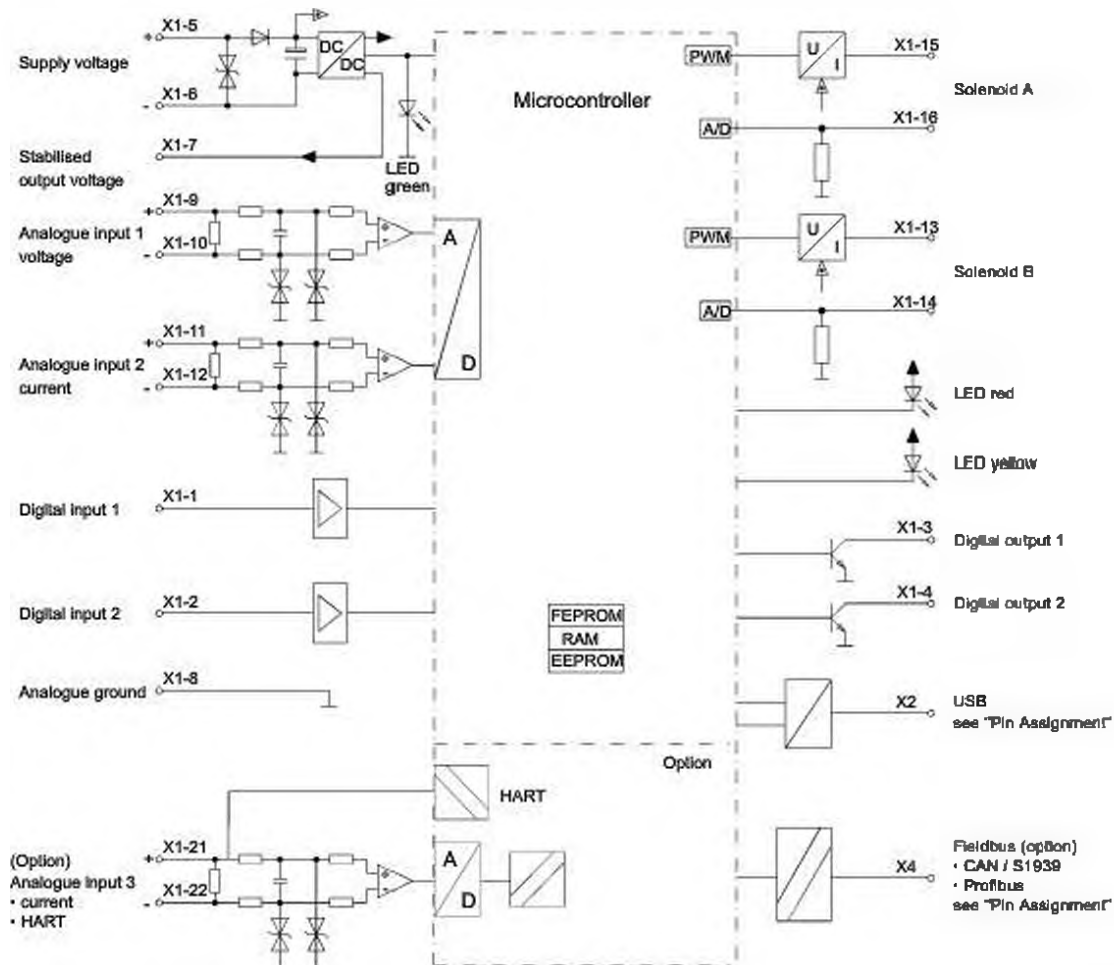 X1-5
+
Supply voltage
DC
DC
X1-6
-
Stabilised
output voltage
X1-7
LED
green
X1-9
+
Analogue input 1
voltage
X1-10
-
A
D
X1-11
+
Analogue input 2
current
X1-12
-
Digital input 1
X1-1
Digital input 2
X1-2
Analogue ground
X1-8
(Option)
Analogue input 3
• current
• HART
X1-21
+
X1-22
-
Microcontroller
FEPROM
RAM
EEPROM
Option
HART
A
D
PWM
U
I
X1-15
Solenoid A
A/D
X1-16
PWM
U
I
X1-13
Solenoid B
A/D
X1-14
LED red
LED yellow
X1-3
Digital output 1
X1-4
Digital output 2
X2
USB
see "Pin Assignment"
X4
Fieldbus (option)
• CAN / S1939
• Profibus
see "Pin Assignment"